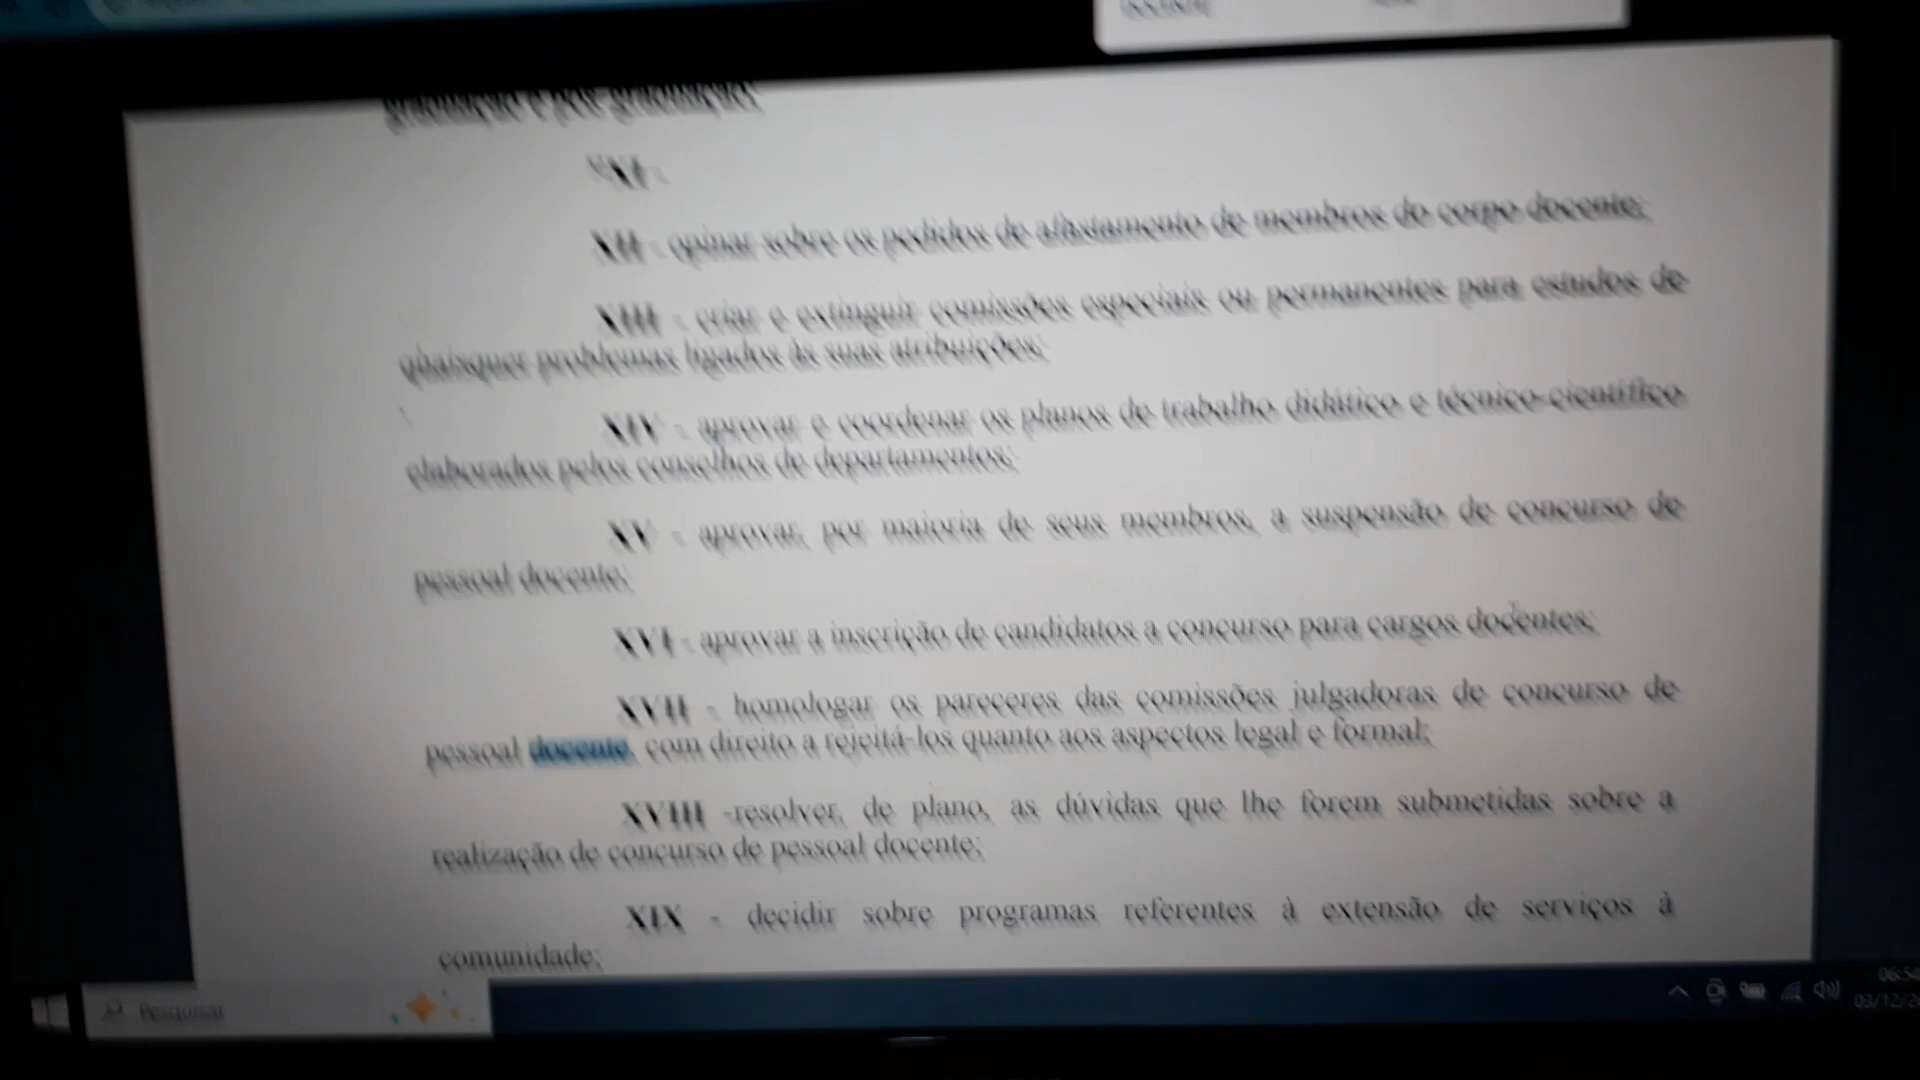 graduação e pós-graduação;
XI -
XII - opinar sobre os pedidos de afastamento de membros do corpo docente;
XIII - criar e extinguir comissões especiais ou permanentes para estudos de
quaisquer problemas ligados às suas atribuições;
XIV - aprovar e coordenar os planos de trabalho didático e técnico-científico
elaborados pelos conselhos de departamentos;
XV - aprovar, por maioria de seus membros, a suspensão de concurso de
pessoal docente;
XVI - aprovar a inscrição de candidatos a concurso para cargos docentes;
XVII - homologar os pareceres das comissões julgadoras de concurso de
pessoal docente, com direito a rejeitá-los quanto aos aspectos legal e formal;
XVIII -resolver, de plano, as dúvidas que lhe forem submetidas sobre a
realização de concurso de pessoal docente;
XIX - decidir sobre programas referentes à extensão de serviços à
comunidade;
Pesquisar